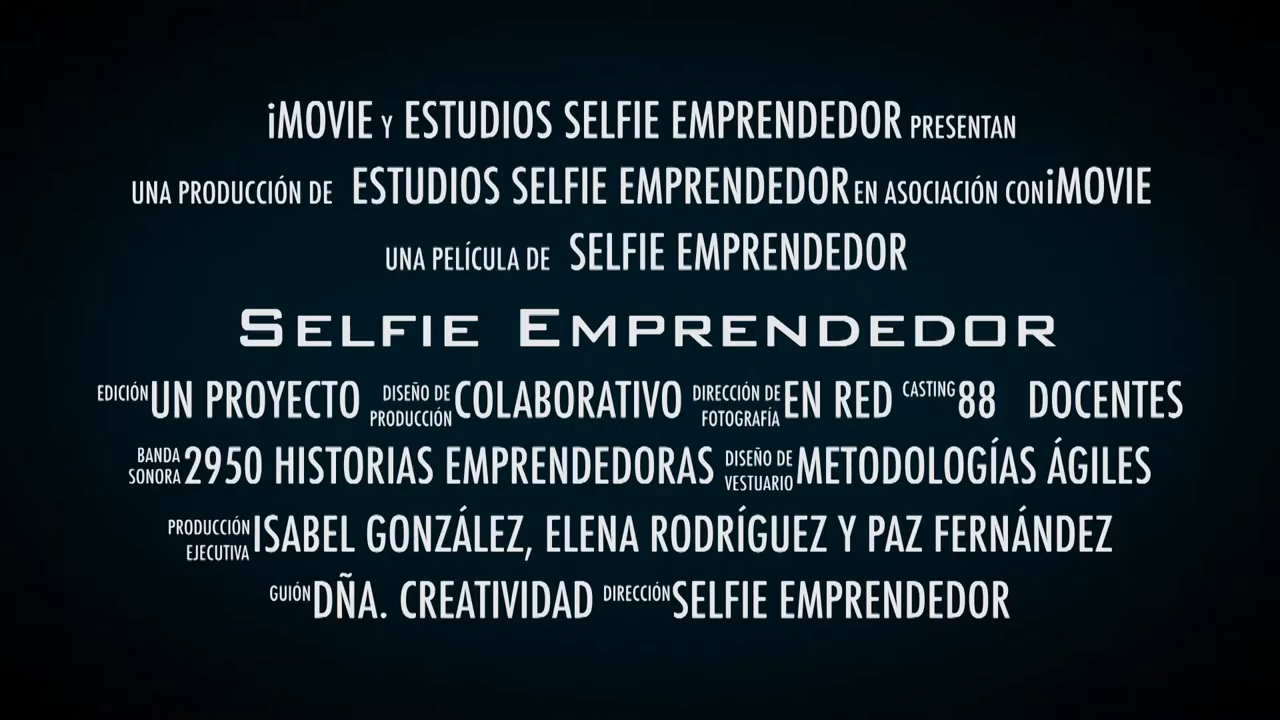 iMOVIE Y ESTUDIOS SELFIE EMPRENDEDOR PRESENTAN
UNA PRODUCCIÓN DE ESTUDIOS SELFIE EMPRENDEDOR EN ASOCIACIÓN CON iMOVIE
UNA PELÍCULA DE SELFIE EMPRENDEDOR
SELFIE EMPRENDEDOR
EDICIÓN UN PROYECTO DISEÑO DE PRODUCCIÓN COLABORATIVO DIRECCIÓN DE FOTOGRAFÍA EN RED CASTING 88 DOCENTES
BANDA SONORA 2950 HISTORIAS EMPRENDEDORAS DISEÑO DE VESTUARIO METODOLOGÍAS ÁGILES
PRODUCCIÓN EJECUTIVA ISABEL GONZÁLEZ, ELENA RODRÍGUEZ Y PAZ FERNÁNDEZ
GUIÓN DÑA. CREATIVIDAD DIRECCIÓN SELFIE EMPRENDEDOR